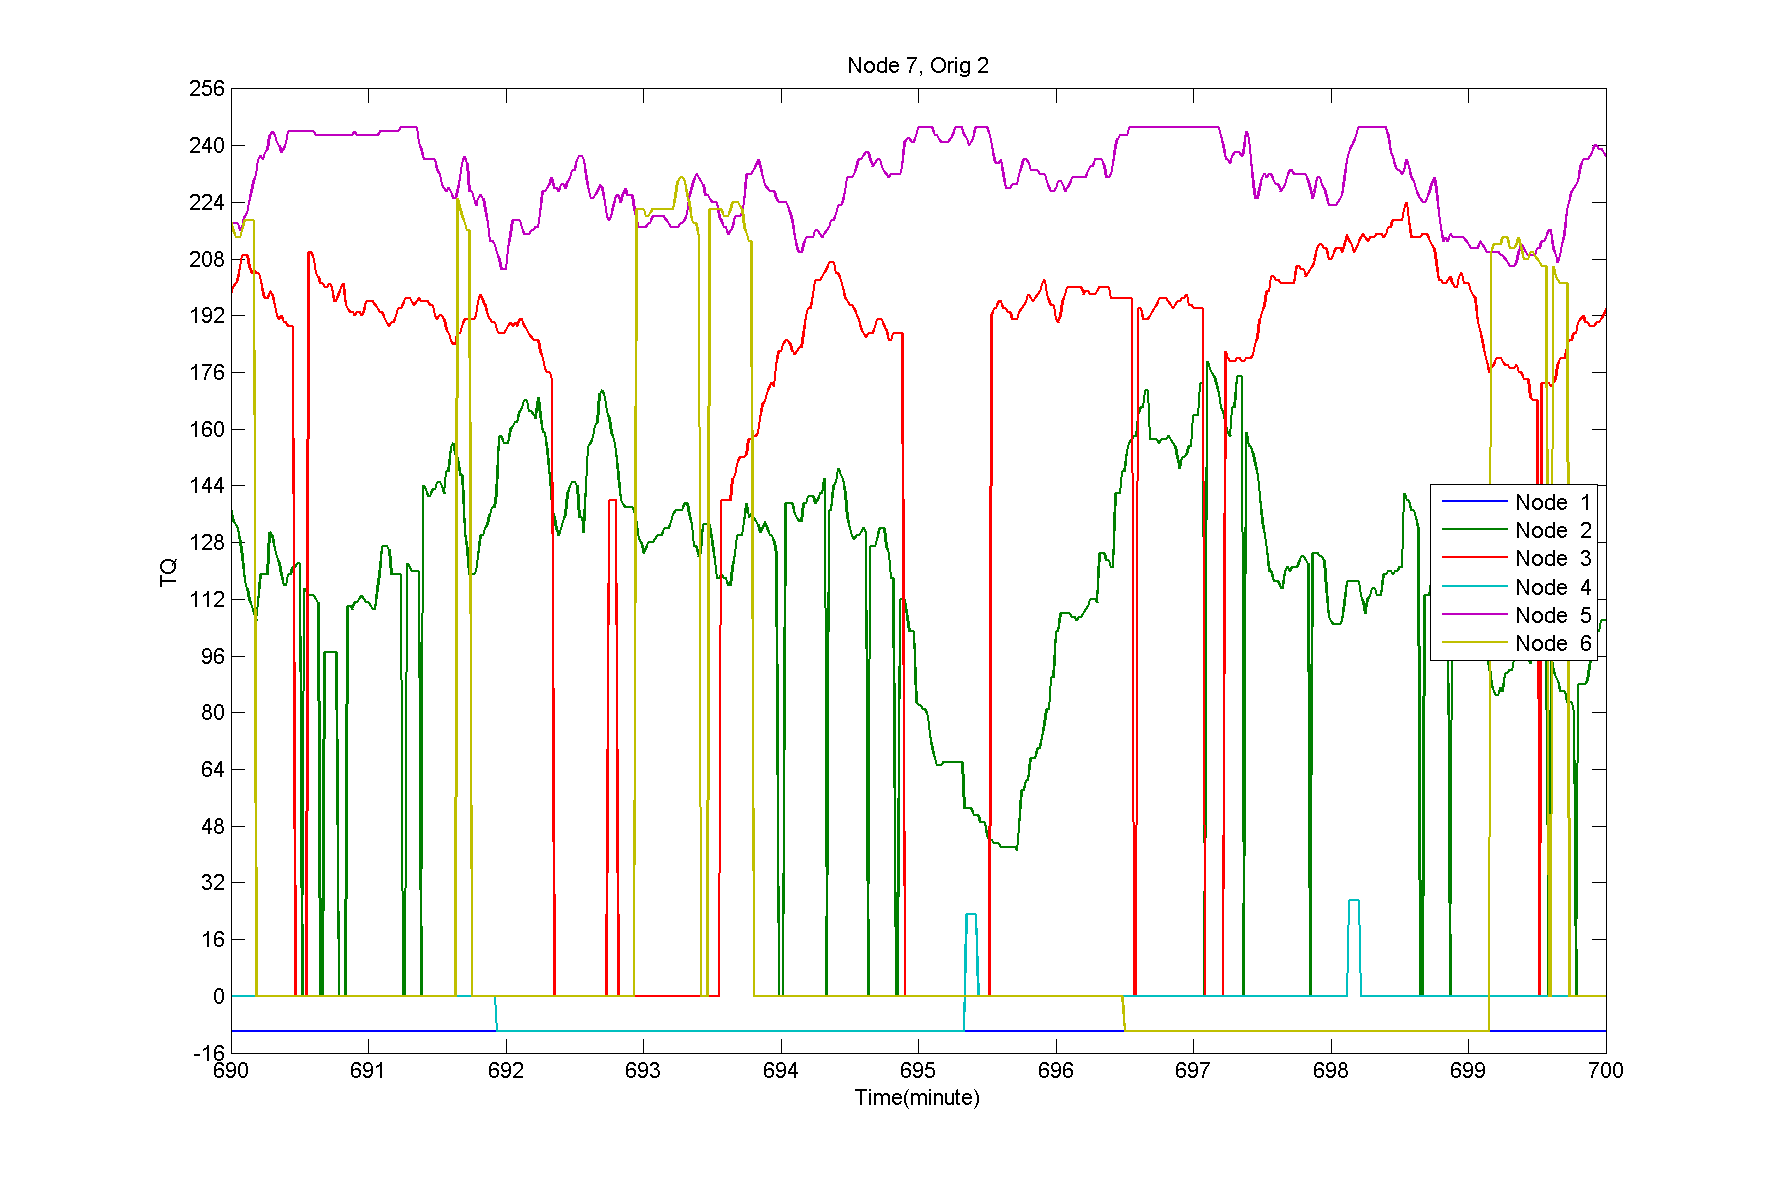 Node 7, Orig 2
256
240
224
208
192
176
160
144
128
112
96
80
64
48
32
16
0
-16
TQ
Node 1
Node 2
Node 3
Node 4
Node 5
Node 6
690 691 692 693 694 695 696 697 698 699 700
Time(minute)